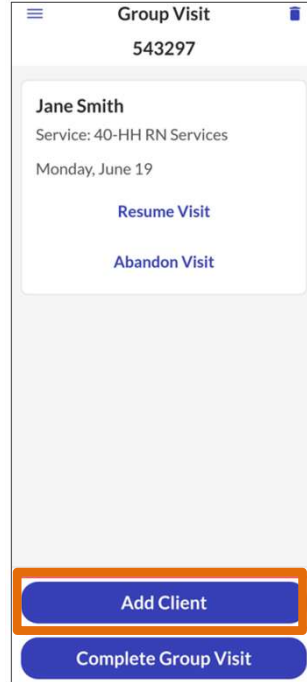 Group Visit
543297
Jane Smith
Service: 40-HH RN Services
Monday, June 19
Resume Visit
Abandon Visit
Add Client
Complete Group Visit